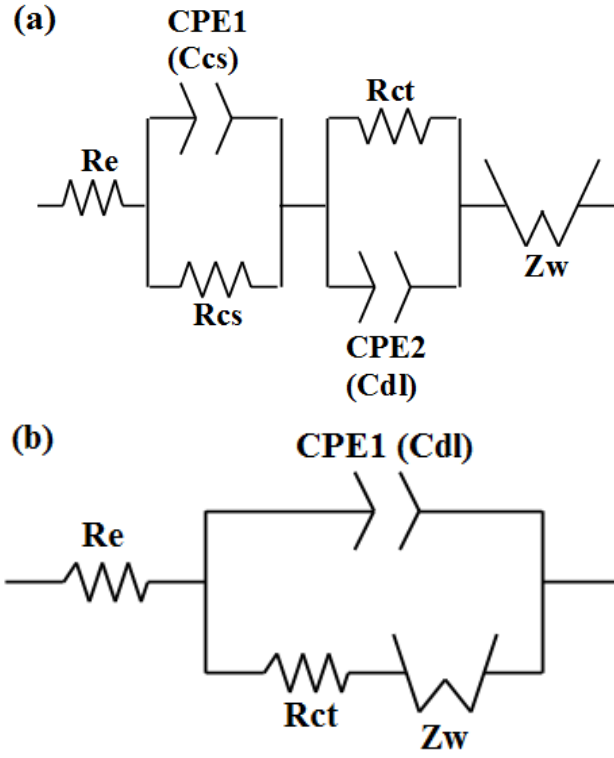 (a)
CPE1
(Ccs)
Rct
Re
Rcs
Zw
CPE2
(Cdl)
(b)
CPE1 (Cdl)
Re
Rct
Zw